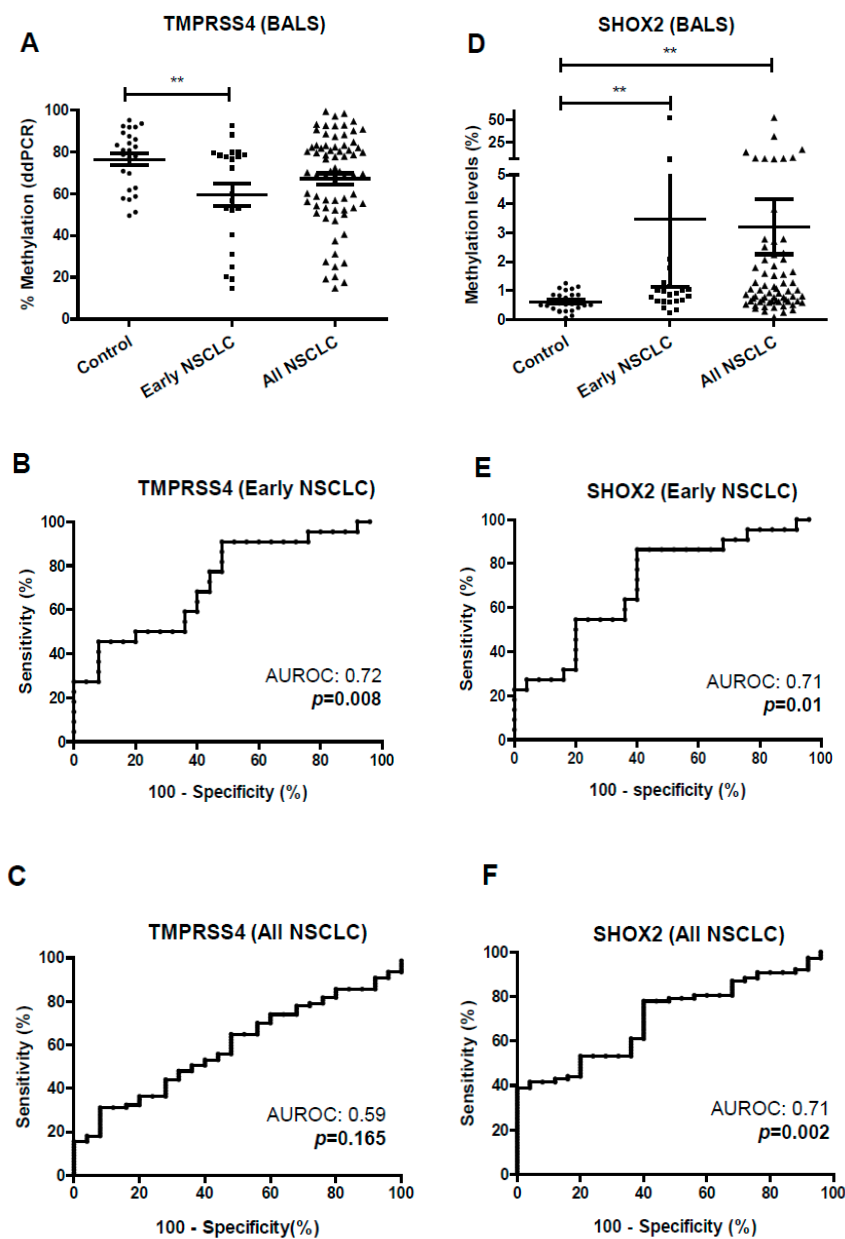 A
TMPRSS4 (BALS)
**
% Methylation (ddPCR)
100
80
60
40
20
0
Control
Early NSCLC
All NSCLC
D
SHOX2 (BALS)
**
**
Methylation levels (%)
50
25
5
4
3
2
1
0
Control
Early NSCLC
All NSCLC
B
TMPRSS4 (Early NSCLC)
Sensitivity (%)
100
80
60
40
20
0
AUROC: 0.72
p=0.008
0 20 40 60 80 100
100 - Specificity (%)
E
SHOX2 (Early NSCLC)
Sensitivity (%)
100
80
60
40
20
0
AUROC: 0.71
p=0.01
0 20 40 60 80 100
100 - specificity (%)
C
TMPRSS4 (All NSCLC)
Sensitivity (%)
100
80
60
40
20
0
AUROC: 0.59
p=0.165
0 20 40 60 80 100
100 - Specificity(%)
F
SHOX2 (All NSCLC)
Sensitivity (%)
100
80
60
40
20
0
AUROC: 0.71
p=0.002
0 20 40 60 80 100
100 - Specificity (%)